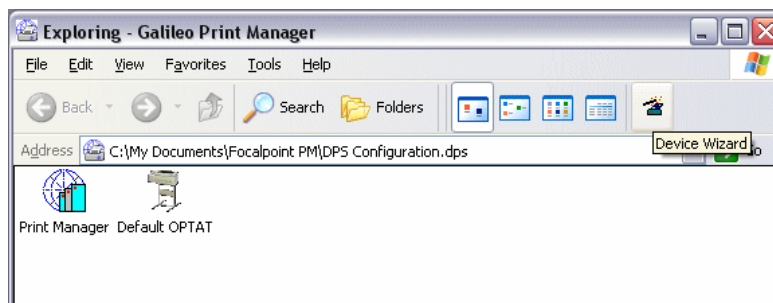 Exploring - Galileo Print Manager
File Edit View Favorites Tools Help
Back Search Folders
Device Wizard
Address C:\My Documents\Focalpoint PM\DPS Configuration.dps
Print Manager Default OPTAT